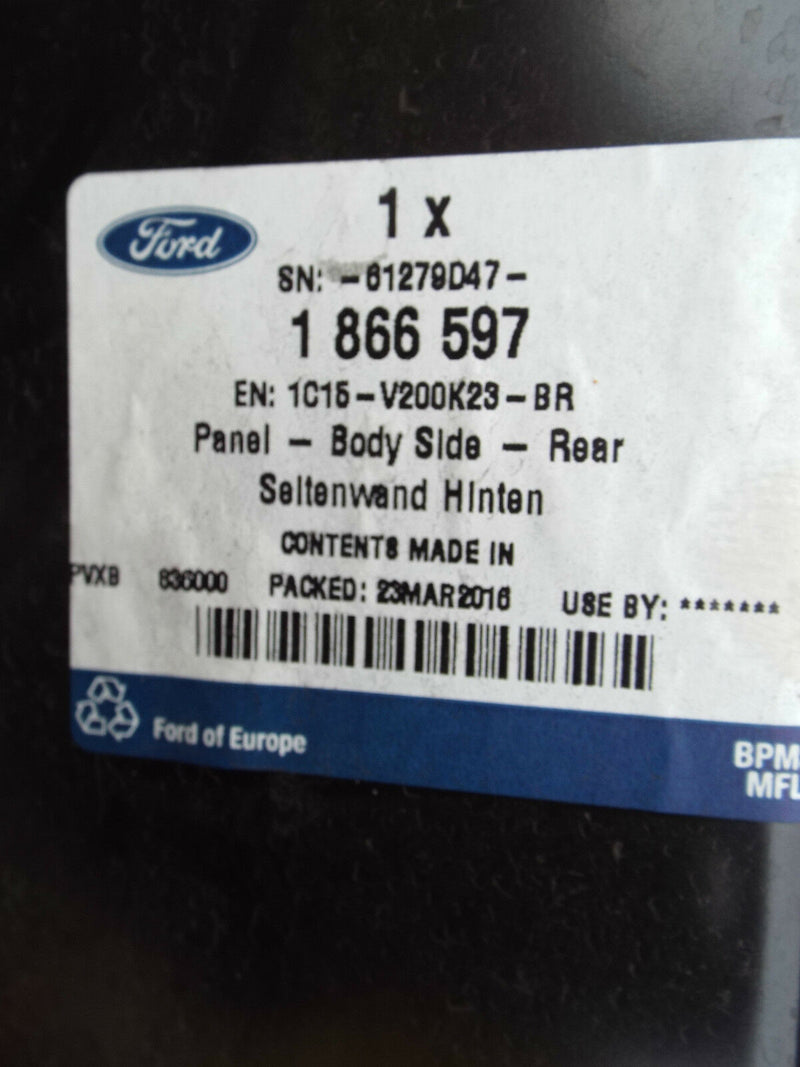 Ford
1 x
SN: -61279D47-
1 866 597
EN: 1C15-V200K23-BR
Panel - Body Side - Rear
Seitenwand Hinten
CONTENTS MADE IN
PVXB 836000 PACKED: 23MAR2016 USE BY: *******
Ford of Europe
BPM
MFL